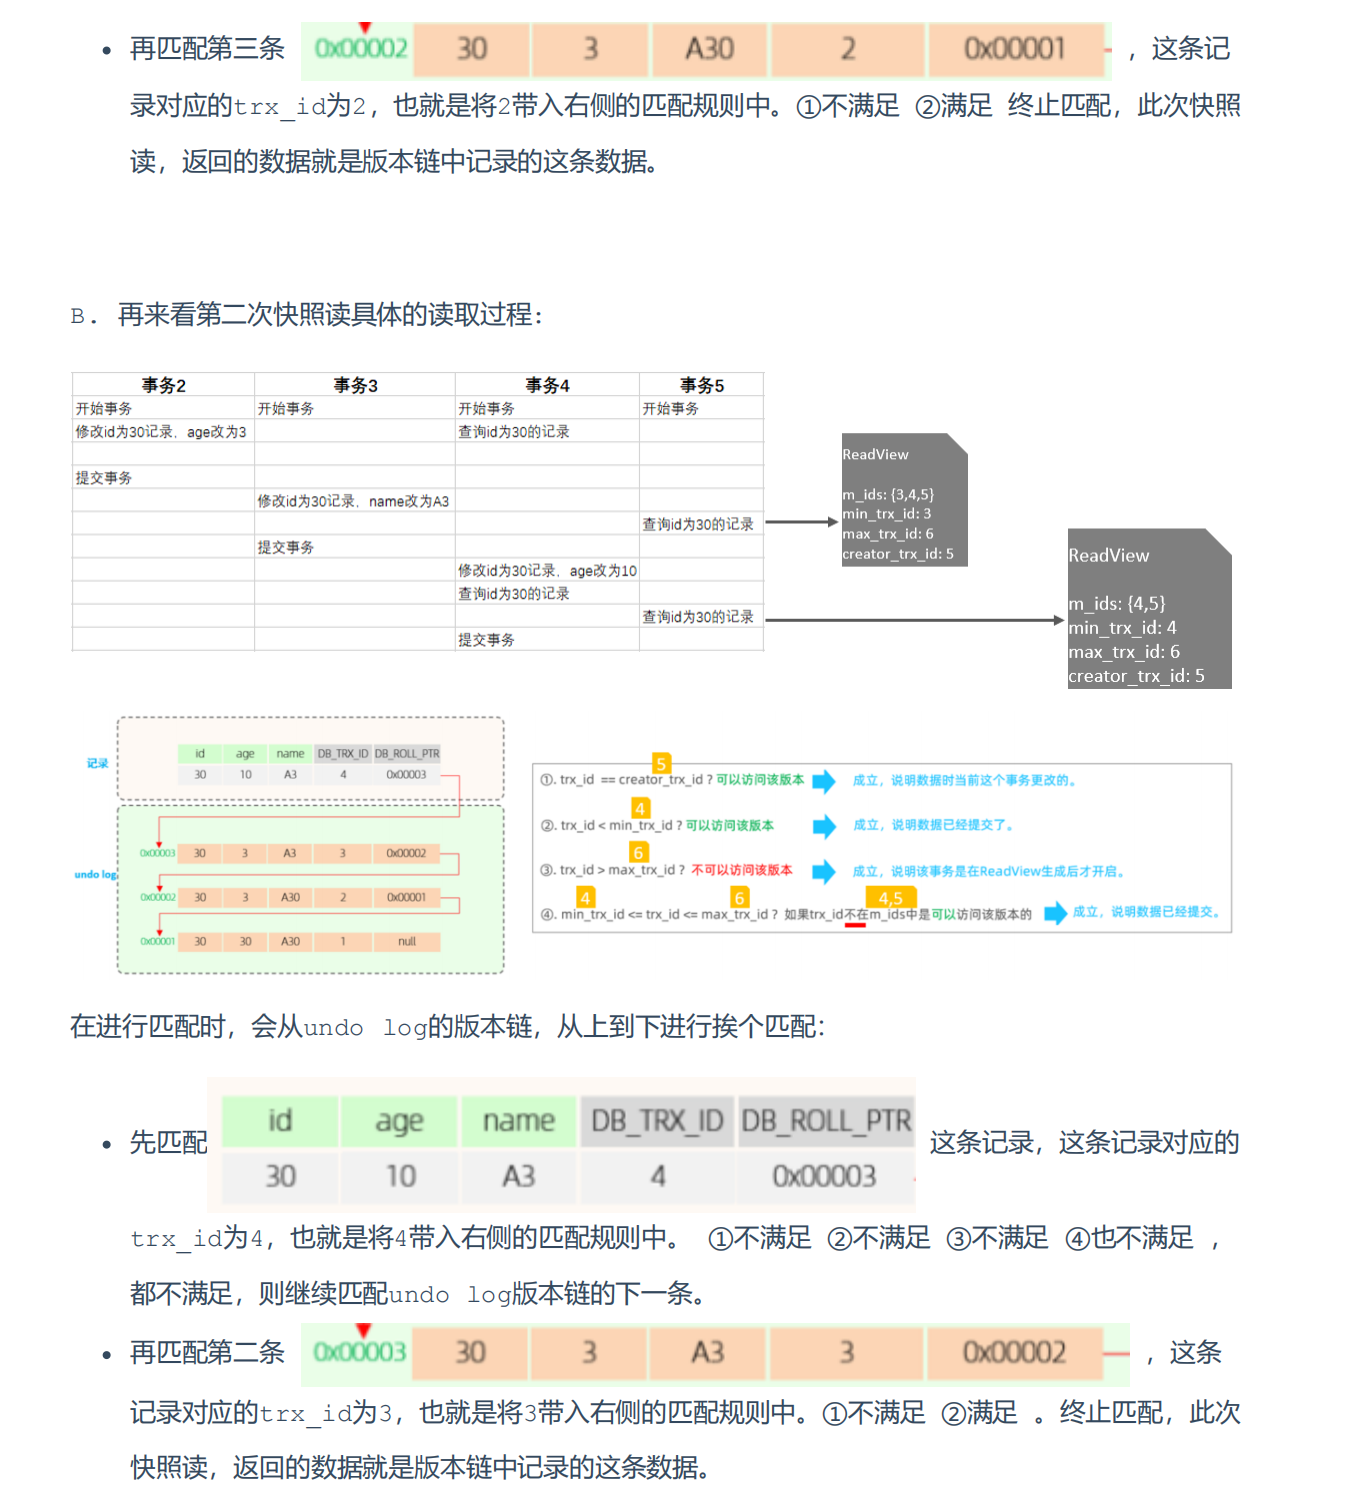 • 再匹配第三条 0x00002 30 3 A30 2 0x00001 ，这条记
录对应的trx_id为2，也就是将2带入右侧的匹配规则中。①不满足 ②满足 终止匹配，此次快照
读，返回的数据就是版本链中记录的这条数据。
B. 再来看第二次快照读具体的读取过程：
事务2 事务3 事务4 事务5
开始事务 开始事务 开始事务 开始事务
修改id为30记录，age改为3 查询id为30的记录
提交事务
修改id为30记录，name改为A3
查询id为30的记录
提交事务
修改id为30记录，age改为10
查询id为30的记录
查询id为30的记录
提交事务
ReadView
m_ids: {3,4,5}
min_trx_id: 3
max_trx_id: 6
creator_trx_id: 5
ReadView
m_ids: {4,5}
min_trx_id: 4
max_trx_id: 6
creator_trx_id: 5
记录
id age name DB_TRX_ID DB_ROLL_PTR
30 10 A3 4 0x00003
undo log
0x00003 30 3 A3 3 0x00002
0x00002 30 3 A30 2 0x00001
0x00001 30 30 A30 1 null
5
①. trx_id == creator_trx_id ? 可以访问该版本 成立，说明数据时当前这个事务更改的。
4
②. trx_id < min_trx_id ? 可以访问该版本 成立，说明数据已经提交了。
6
③. trx_id > max_trx_id ? 不可以访问该版本 成立，说明该事务是在ReadView生成后才开启。
4 6 4,5
④. min_trx_id <= trx_id <= max_trx_id ? 如果trx_id不在m_ids中是可以访问该版本的 成立，说明数据已经提交。
在进行匹配时，会从undo log的版本链，从上到下进行挨个匹配：
id age name DB_TRX_ID DB_ROLL_PTR
• 先匹配 30 10 A3 4 0x00003 这条记录，这条记录对应的
trx_id为4，也就是将4带入右侧的匹配规则中。 ①不满足 ②不满足 ③不满足 ④也不满足 ，
都不满足，则继续匹配undo log版本链的下一条。
• 再匹配第二条 0x00003 30 3 A3 3 0x00002 ，这条
记录对应的trx_id为3，也就是将3带入右侧的匹配规则中。①不满足 ②满足 。终止匹配，此次
快照读，返回的数据就是版本链中记录的这条数据。